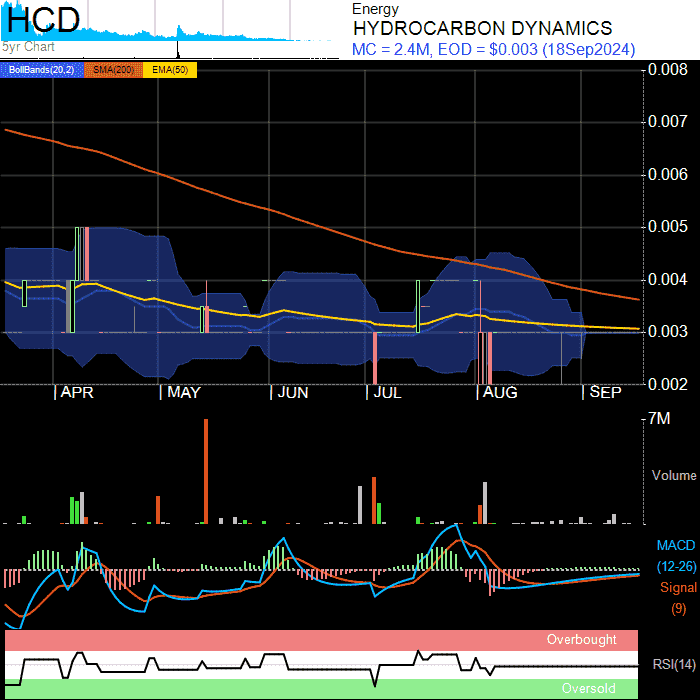 HCD
5yr Chart
Energy
HYDROCARBON DYNAMICS
MC = 2.4M, EOD = $0.003 (18Sep2024)
BollBands(20,2) SMA(200) EMA(50)
0.008
0.007
0.006
0.005
0.004
0.003
0.002
APR MAY JUN JUL AUG SEP
7M
Volume
MACD
(12-26)
Signal
(9)
Overbought
RSI(14)
Oversold